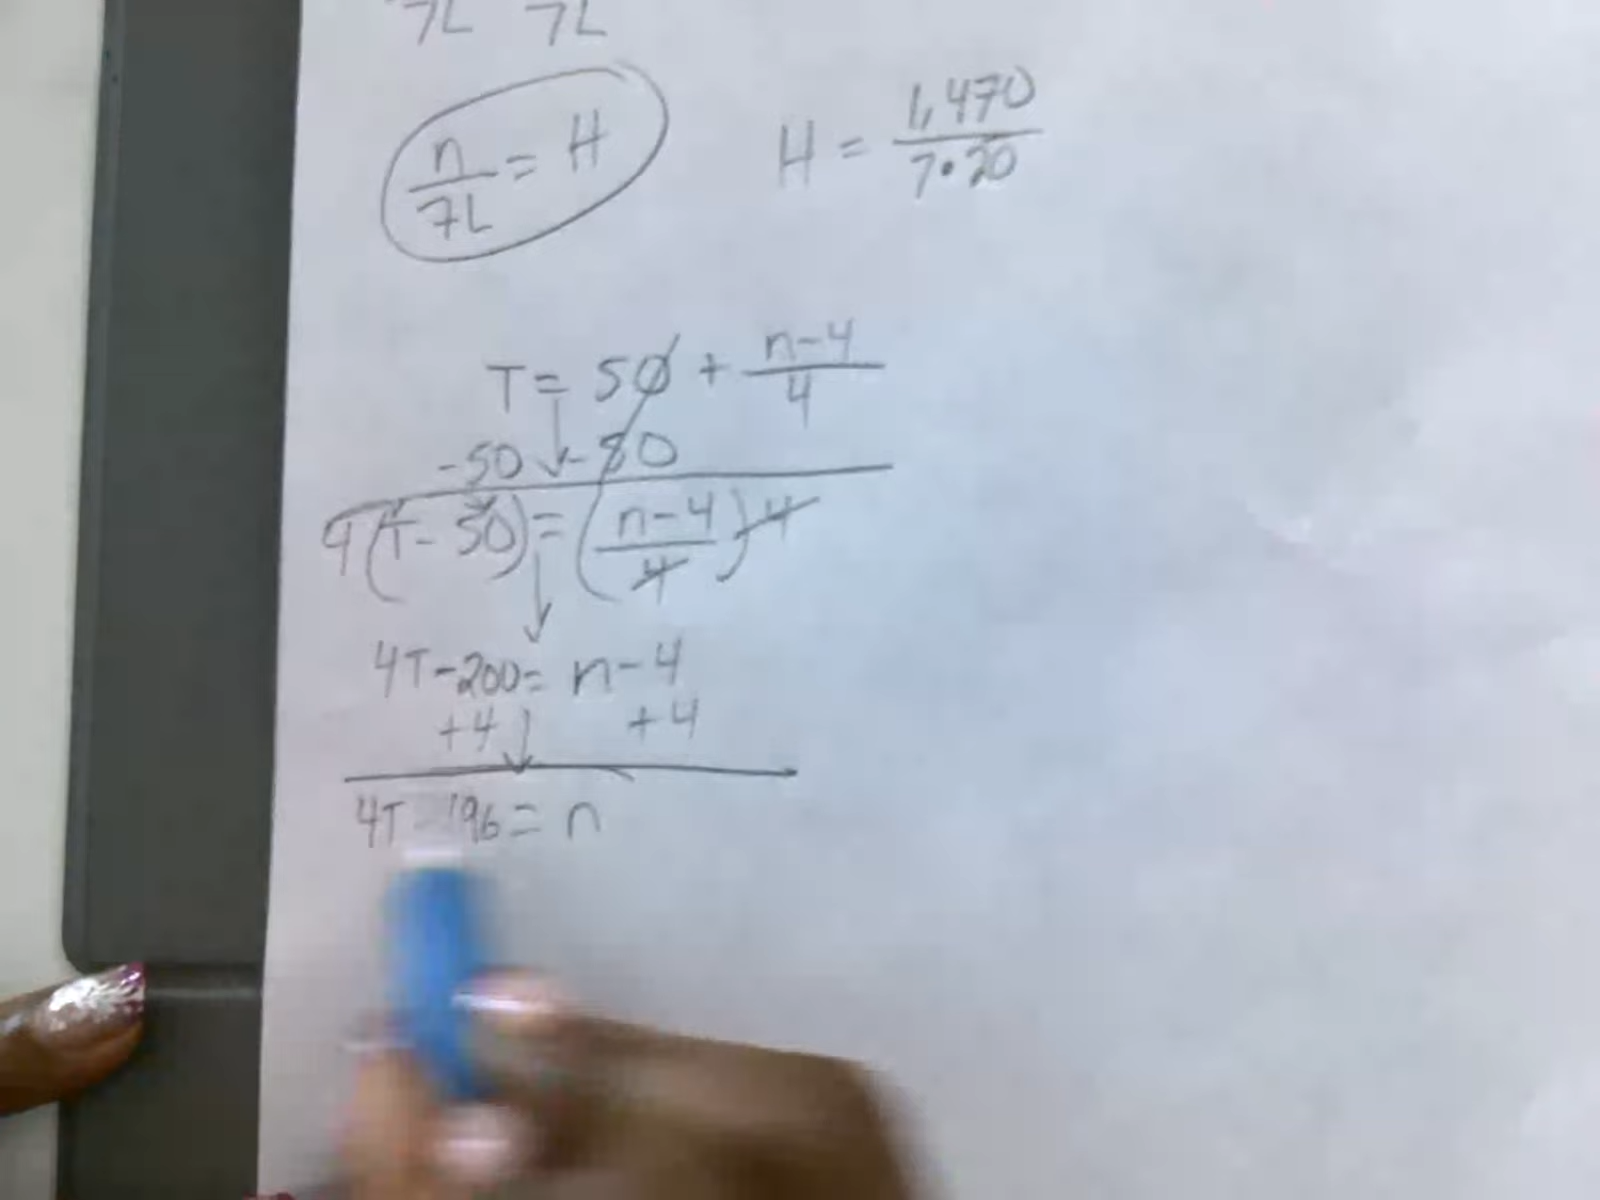 7L 7L
n/7L = H
H = 1,470/7•20
T = 50 + n-4/4
-50 -50
4(T-50) = (n-4/4)4
4T-200 = n-4
+4 +4
4T-196 = n